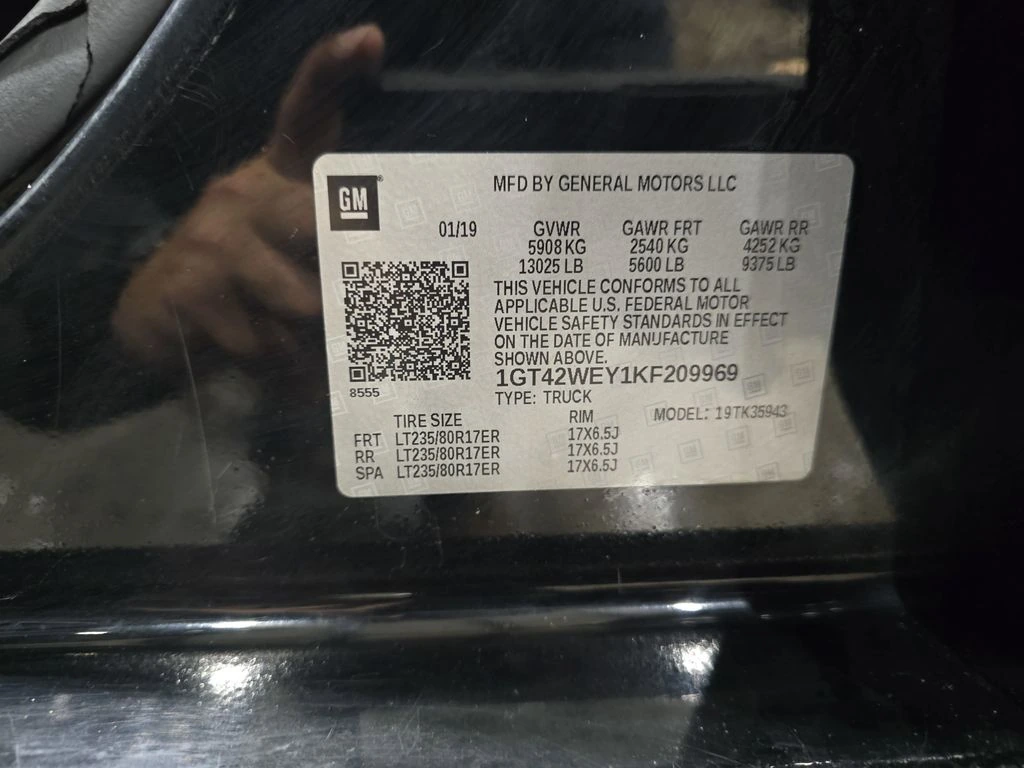 GM
MFD BY GENERAL MOTORS LLC
01/19 GVWR GAWR FRT GAWR RR
5908 KG 2540 KG 4252 KG
13025 LB 5600 LB 9375 LB
THIS VEHICLE CONFORMS TO ALL
APPLICABLE U.S. FEDERAL MOTOR
VEHICLE SAFETY STANDARDS IN EFFECT
ON THE DATE OF MANUFACTURE
SHOWN ABOVE.
1GT42WEY1KF209969
8555
TYPE: TRUCK
TIRE SIZE RIM MODEL: 19TK35943
FRT LT235/80R17ER 17X6.5J
RR LT235/80R17ER 17X6.5J
SPA LT235/80R17ER 17X6.5J